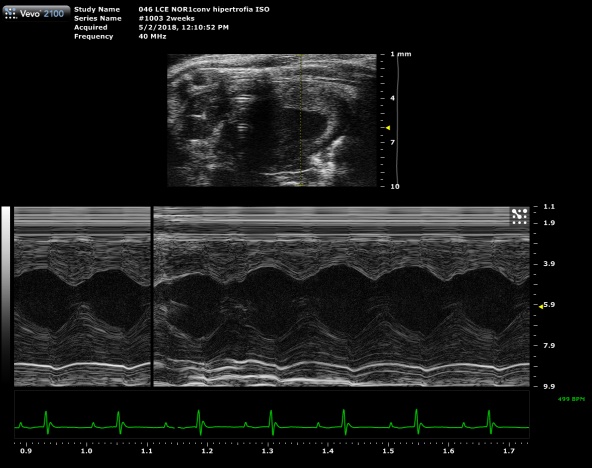 Vevo 2100
Study Name 046 LCE NOR1conv hipertrofia ISO
Series Name #1003 2weeks
Acquired 5/2/2018, 12:10:52 PM
Frequency 40 MHz
1 mm
4
7
10
1.1
1.9
3.9
5.9
7.9
9.9
499 BPM
0.9 1.0 1.1 1.2 1.3 1.4 1.5 1.6 1.7